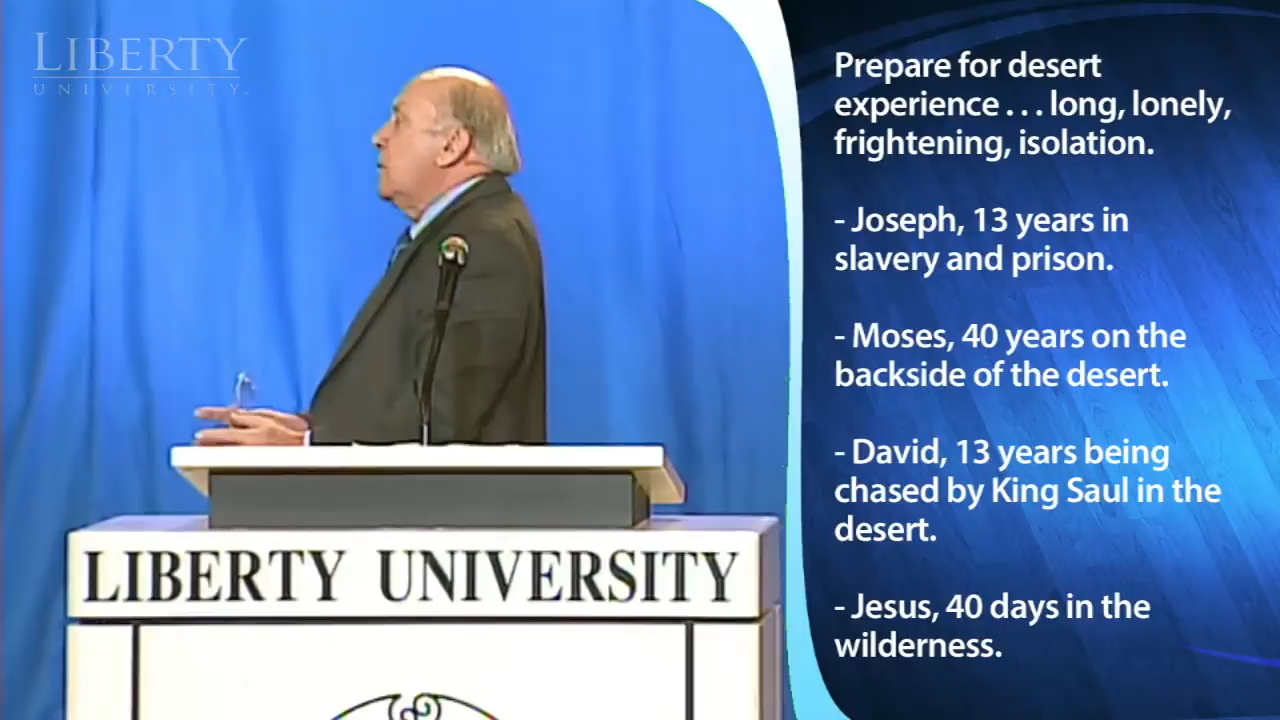 LIBERTY
UNIVERSITY.
Prepare for desert
experience . . . long, lonely,
frightening, isolation.
- Joseph, 13 years in
slavery and prison.
- Moses, 40 years on the
backside of the desert.
- David, 13 years being
chased by King Saul in the
desert.
- Jesus, 40 days in the
wilderness.
LIBERTY UNIVERSITY